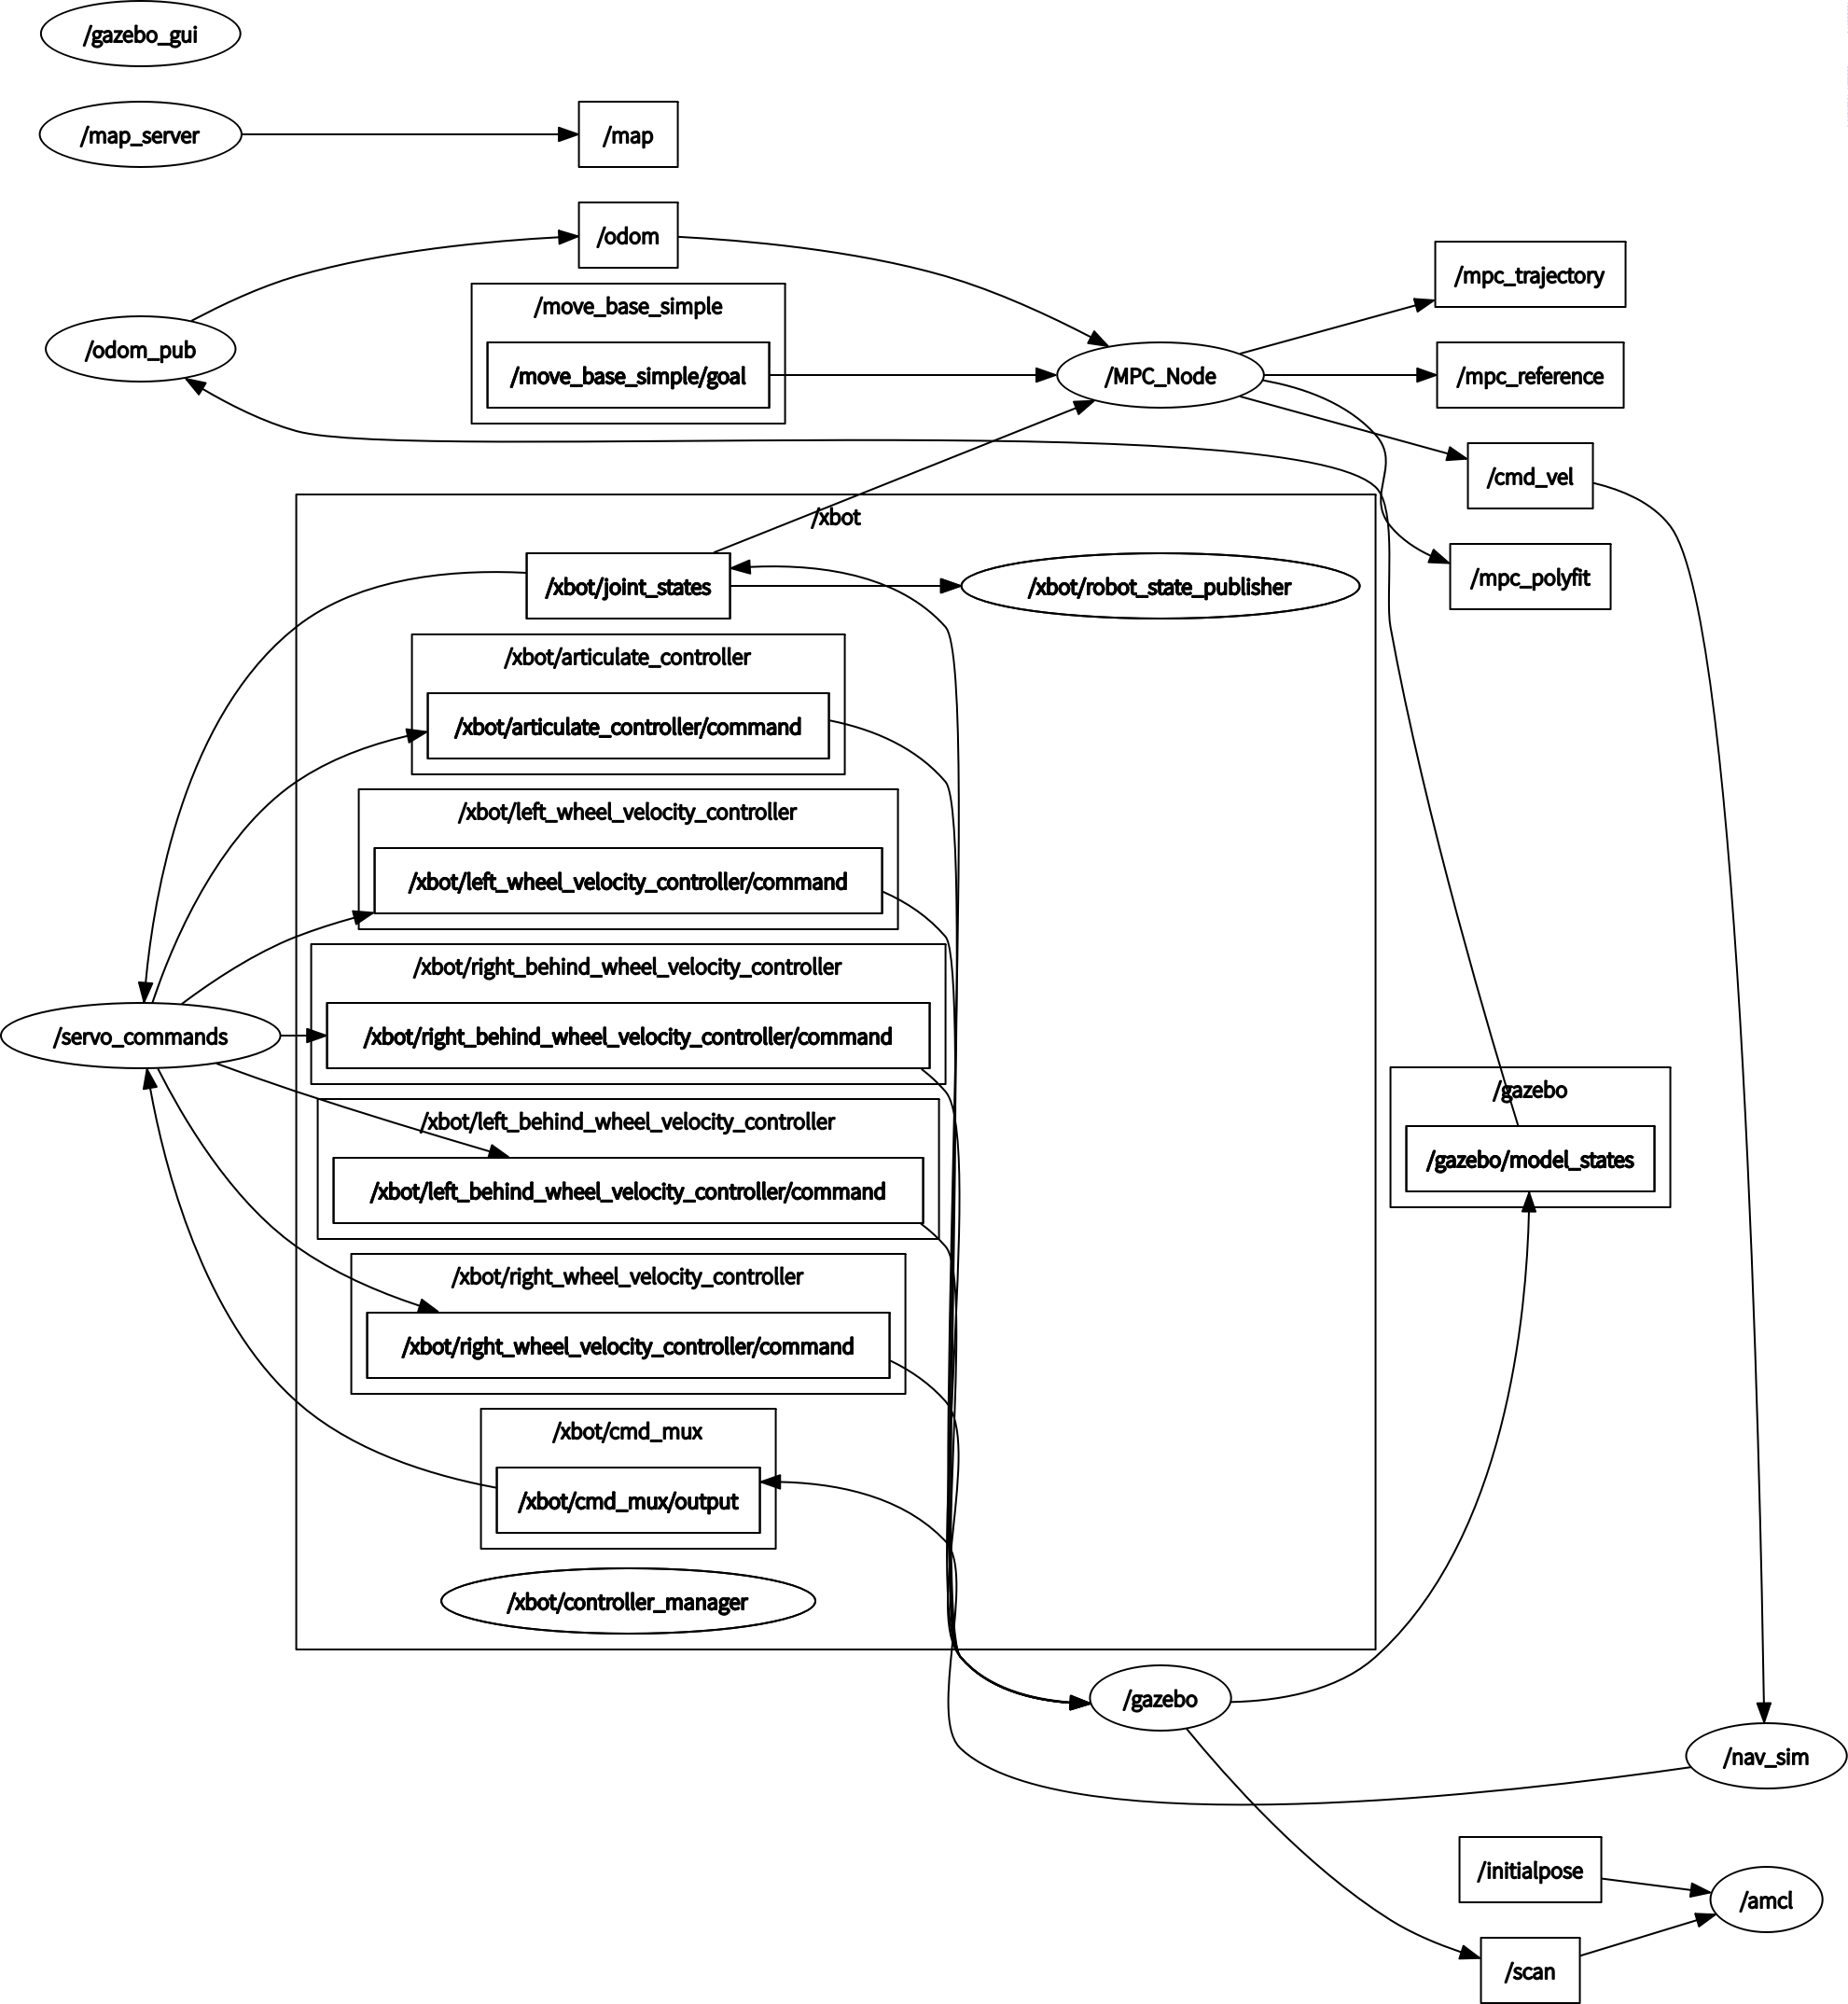 /gazebo_gui
/map_server
/map
/odom
/mpc_trajectory
/move_base_simple
/odom_pub
/move_base_simple/goal
/MPC_Node
/mpc_reference
/cmd_vel
/xbot
/xbot/joint_states
/xbot/robot_state_publisher
/mpc_polyfit
/xbot/articulate_controller
/xbot/articulate_controller/command
/xbot/left_wheel_velocity_controller
/xbot/left_wheel_velocity_controller/command
/xbot/right_behind_wheel_velocity_controller
/servo_commands
/xbot/right_behind_wheel_velocity_controller/command
/gazebo
/xbot/left_behind_wheel_velocity_controller
/gazebo/model_states
/xbot/left_behind_wheel_velocity_controller/command
/xbot/right_wheel_velocity_controller
/xbot/right_wheel_velocity_controller/command
/xbot/cmd_mux
/xbot/cmd_mux/output
/xbot/controller_manager
/gazebo
/nav_sim
/initialpose
/amcl
/scan